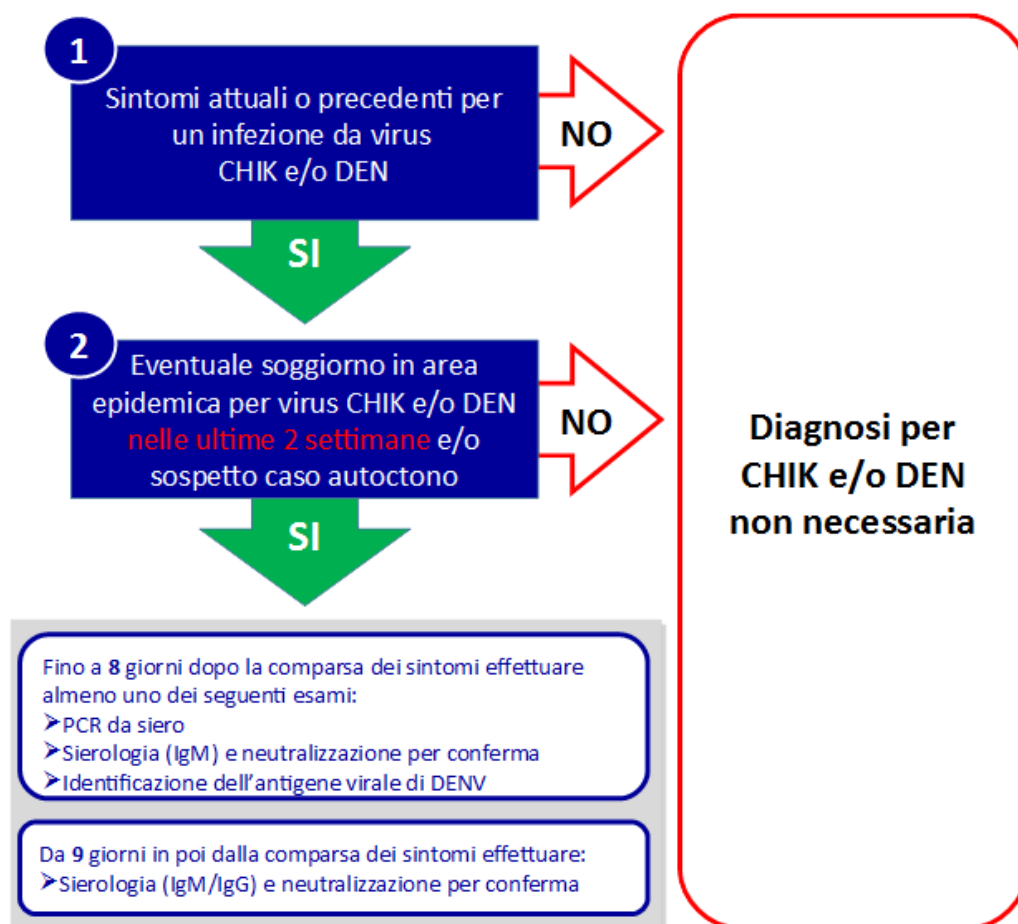 1
Sintomi attuali o precedenti per
un infezione da virus
CHIK e/o DEN
NO
SI
2
Eventuale soggiorno in area
epidemica per virus CHIK e/o DEN
nelle ultime 2 settimane e/o
sospetto caso autoctono
NO
SI
Diagnosi per
CHIK e/o DEN
non necessaria
Fino a 8 giorni dopo la comparsa dei sintomi effettuare
almeno uno dei seguenti esami:
➢PCR da siero
➢Sierologia (IgM) e neutralizzazione per conferma
➢Identificazione dell'antigene virale di DENV
Da 9 giorni in poi dalla comparsa dei sintomi effettuare:
➢Sierologia (IgM/IgG) e neutralizzazione per conferma